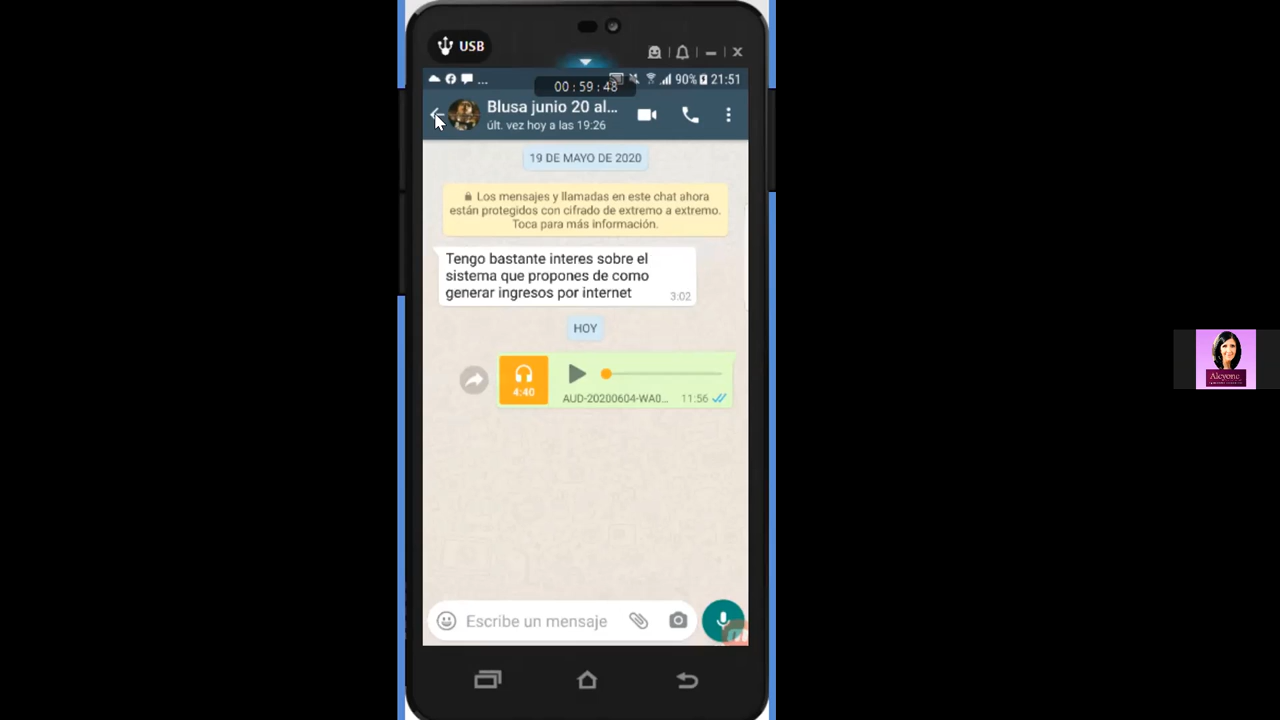 USB
... 90% 21:51
00:59:48
Blusa junio 20 al...
últ. vez hoy a las 19:26
19 DE MAYO DE 2020
Los mensajes y llamadas en este chat ahora
están protegidos con cifrado de extremo a extremo.
Toca para más información.
Tengo bastante interes sobre el
sistema que propones de como
generar ingresos por internet
3:02
HOY
4:40
AUD-20200604-WA0... 11:56
Escribe un mensaje
Alcyone